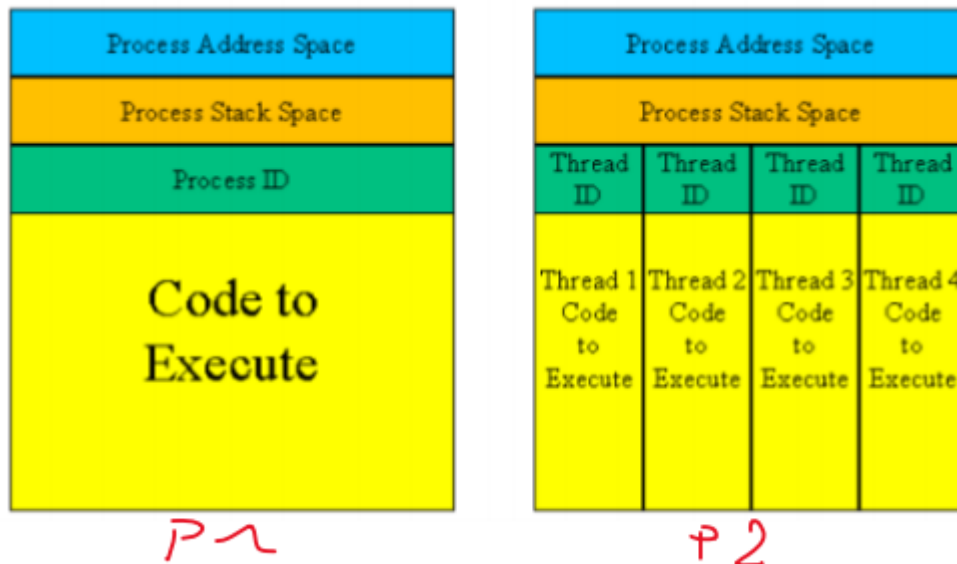 Process Address Space
Process Stack Space
Process ID
Code to
Execute
Process Address Space
Process Stack Space
Thread
ID
Thread
ID
Thread
ID
Thread
ID
Thread 1
Code
to
Execute
Thread 2
Code
to
Execute
Thread 3
Code
to
Execute
Thread 4
Code
to
Execute
P2